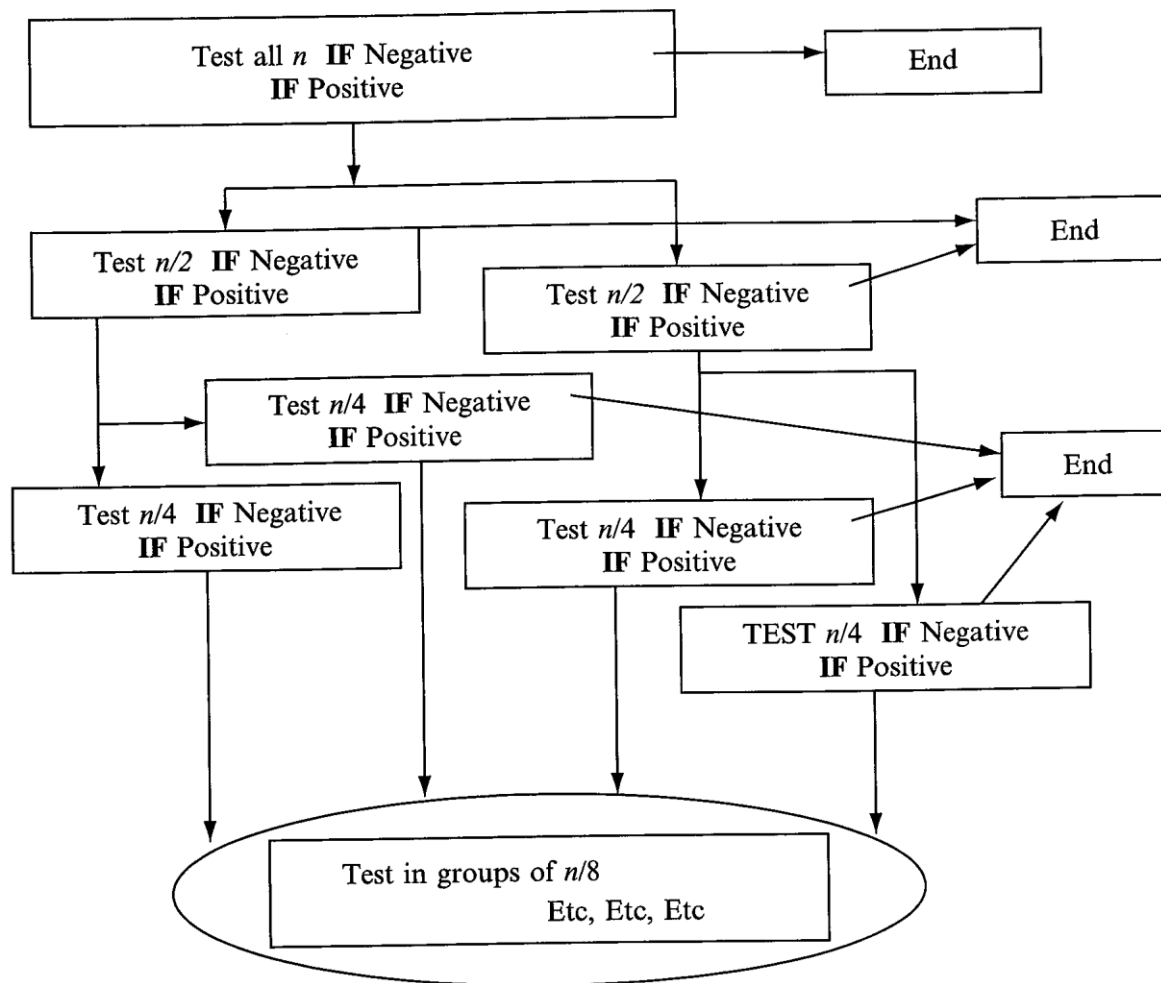 Test all n IF Negative
IF Positive
End
Test n/2 IF Negative
IF Positive
End
Test n/2 IF Negative
IF Positive
Test n/4 IF Negative
IF Positive
End
Test n/4 IF Negative
IF Positive
Test n/4 IF Negative
IF Positive
TEST n/4 IF Negative
IF Positive
Test in groups of n/8
Etc, Etc, Etc